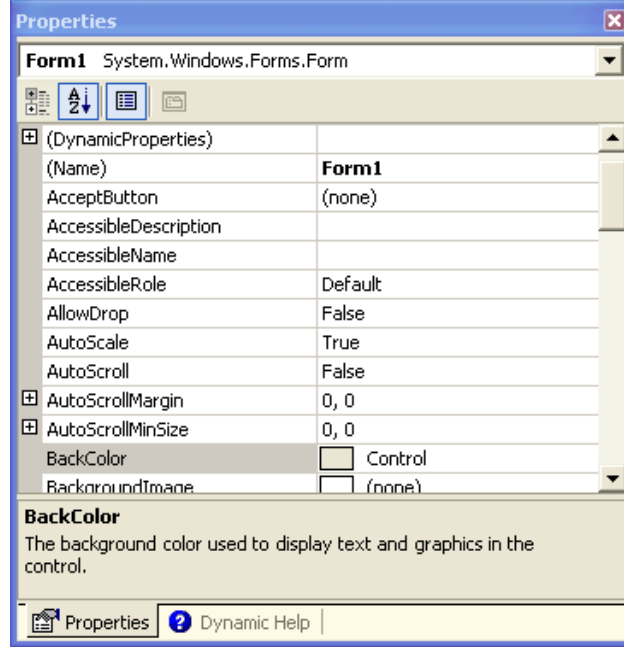 Properties
Form1 System.Windows.Forms.Form
(DynamicProperties)
(Name) Form1
AcceptButton (none)
AccessibleDescription
AccessibleName
AccessibleRole Default
AllowDrop False
AutoScale True
AutoScroll False
AutoScrollMargin 0, 0
AutoScrollMinSize 0, 0
BackColor Control
BackgroundImage (none)
BackColor
The background color used to display text and graphics in the
control.
Properties Dynamic Help